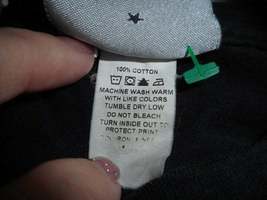 100% COTTON
MACHINE WASH WARM
WITH LIKE COLORS
TUMBLE DRY LOW
DO NOT BLEACH
TURN INSIDE OUT TO
PROTECT PRINT